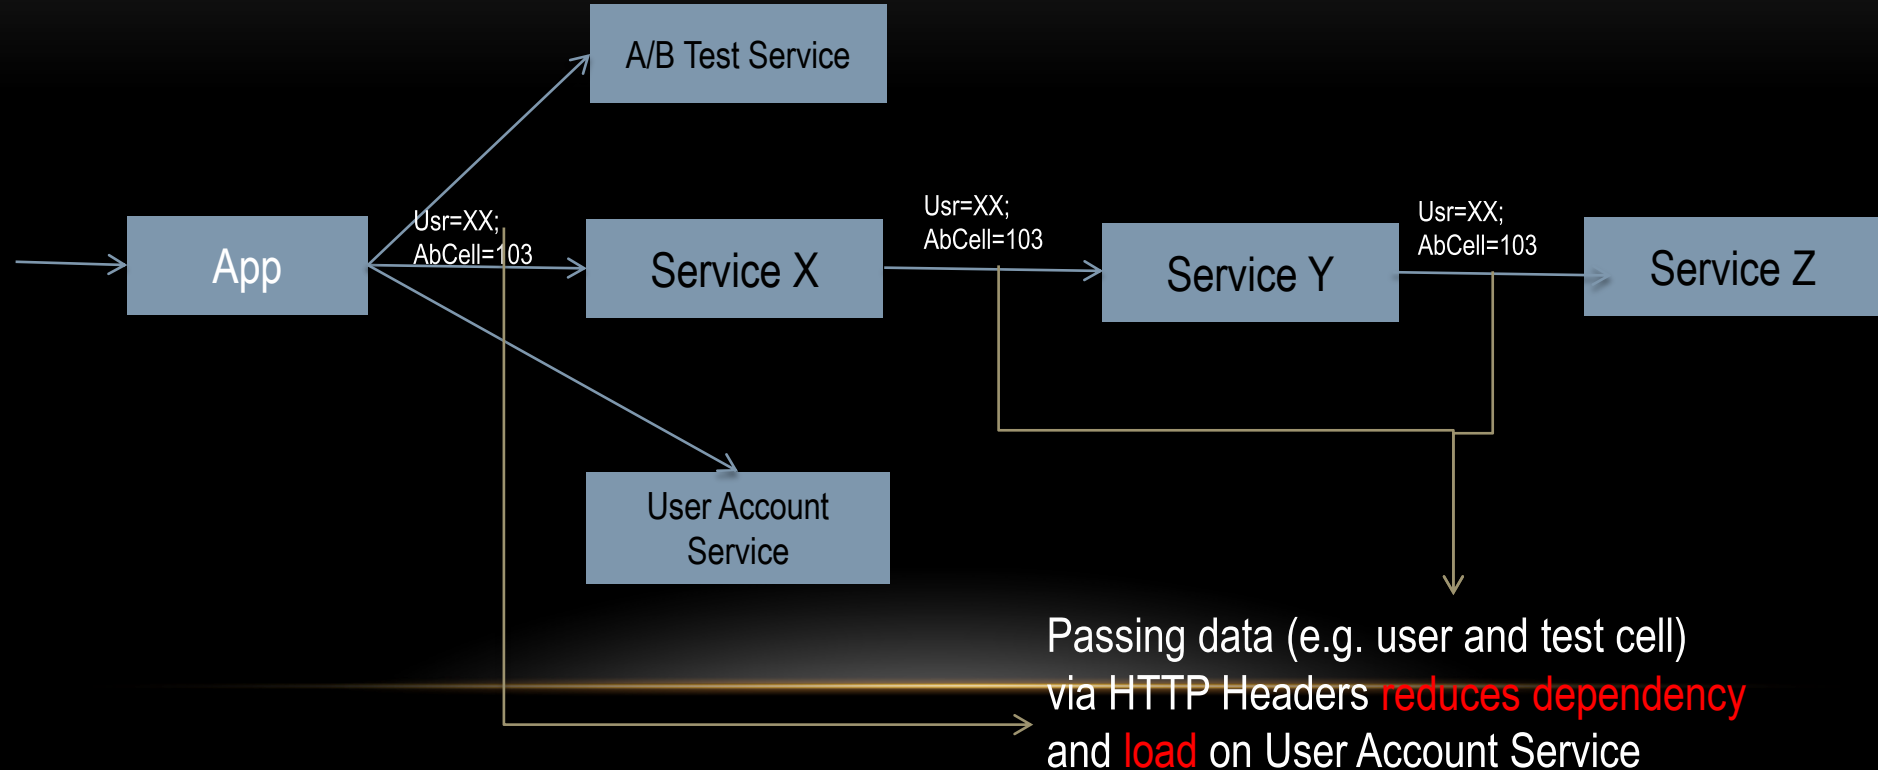 A/B Test Service
App
Usr=XX;
AbCell=103
Service X
Usr=XX;
AbCell=103
Service Y
Usr=XX;
AbCell=103
Service Z
User Account
Service
Passing data (e.g. user and test cell)
via HTTP Headers reduces dependency
and load on User Account Service